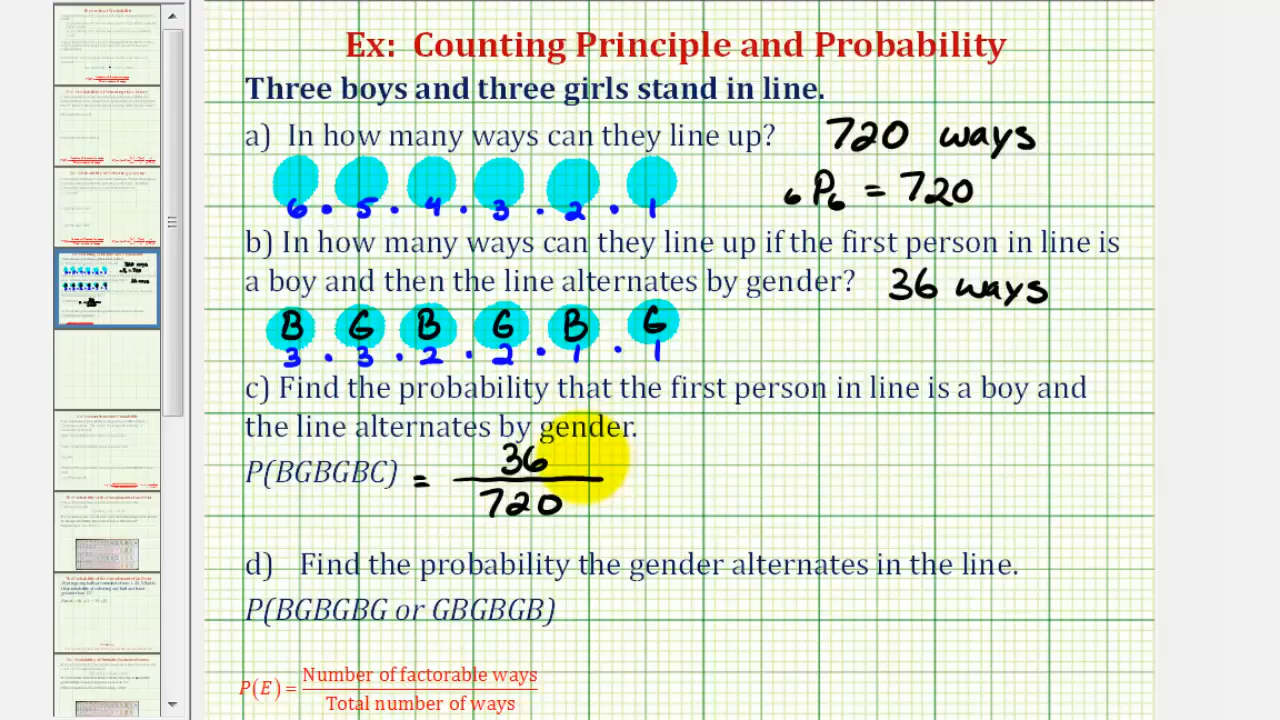 Ex: Counting Principle and Probability
Three boys and three girls stand in line.
a) In how many ways can they line up? 720 ways
6 · 5 · 4 · 3 · 2 · 1 ₆P₆ = 720
b) In how many ways can they line up if the first person in line is
a boy and then the line alternates by gender? 36 ways
B G B G B G
3 · 3 · 2 · 2 · 1 · 1
c) Find the probability that the first person in line is a boy and
the line alternates by gender.
P(BGBGBC) = 36
720
d) Find the probability the gender alternates in the line.
P(BGBGBG or GBGBGB)
P(E) = Number of factorable ways
Total number of ways